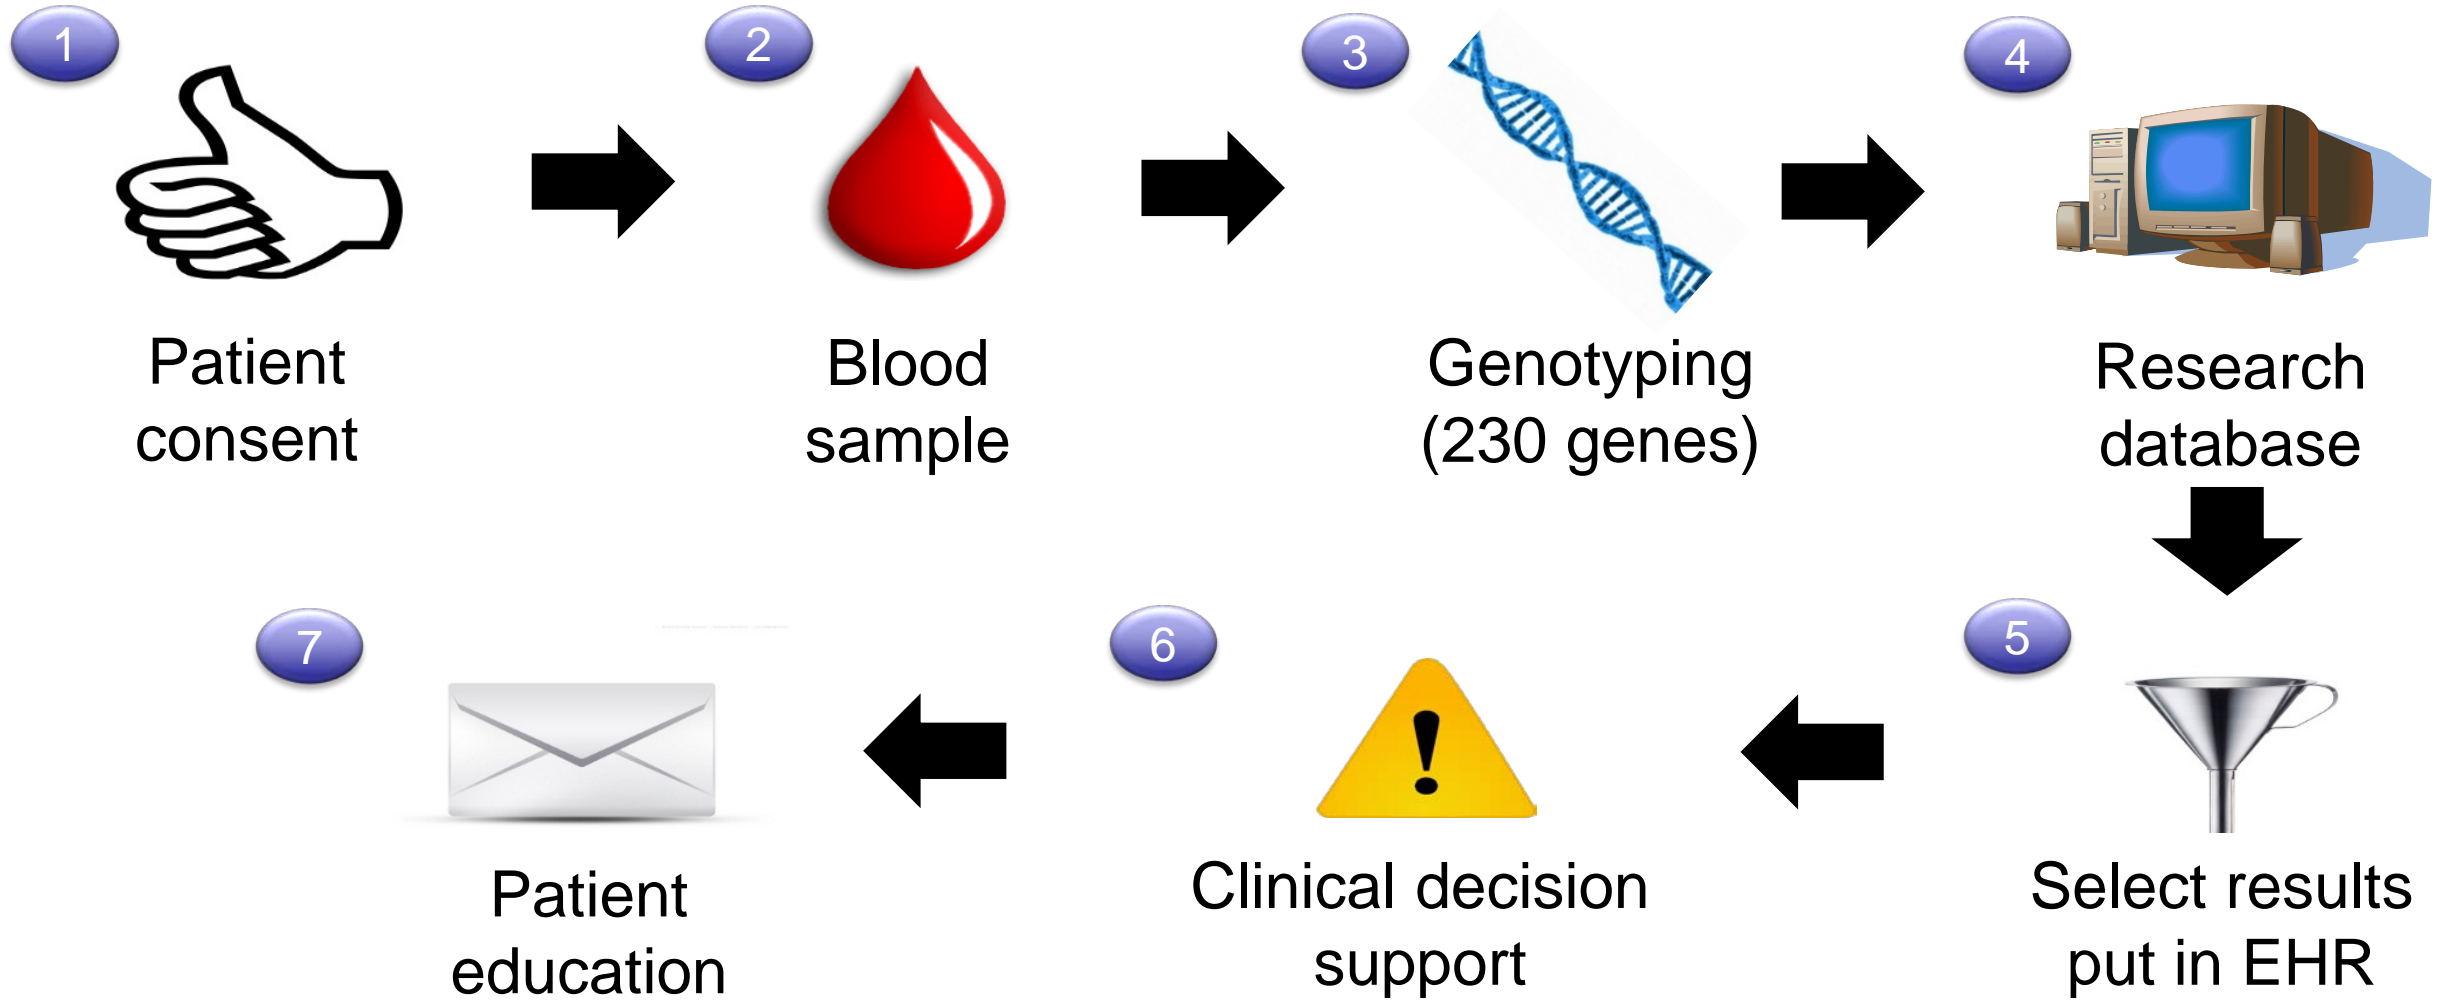 1
Patient
consent
2
Blood
sample
3
Genotyping
(230 genes)
4
Research
database
5
Select results
put in EHR
6
Clinical decision
support
7
Patient
education